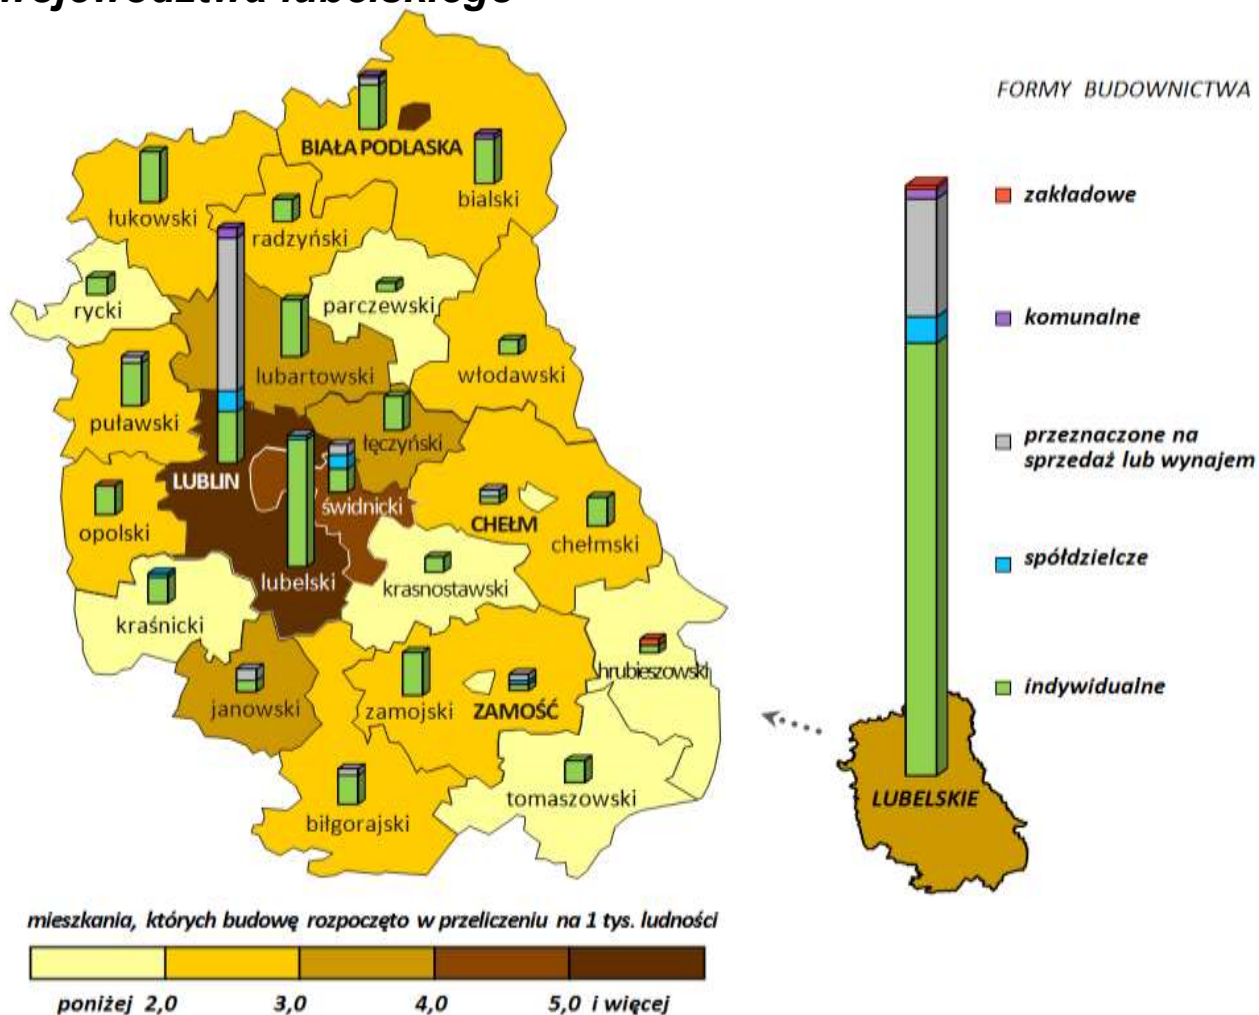 województwa lubelskiego
FORMY BUDOWNICTWA
zakładowe
komunalne
przeznaczone na
sprzedaż lub wynajem
spółdzielcze
indywidualne
BIAŁA PODLASKA
bialski
łukowski
radzyński
rycki
parczewski
lubartowski
włodawski
puławski
łęczyński
LUBLIN
świdnicki
opolski
CHEŁM
chełmski
lubelski
krasnostawski
kraśnicki
hrubieszowski
janowski
zamojski
ZAMOŚĆ
tomaszowski
biłgorajski
LUBELSKIE
mieszkania, których budowę rozpoczęto w przeliczeniu na 1 tys. ludności
poniżej 2,0 3,0 4,0 5,0 i więcej